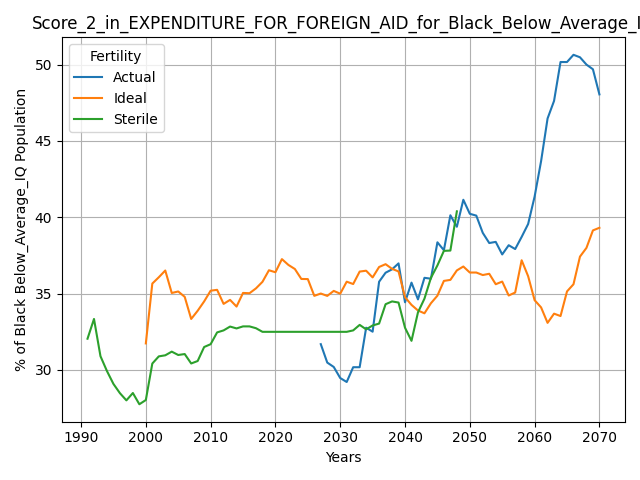 Score_2_in_EXPENDITURE_FOR_FOREIGN_AID_for_Black_Below_Average_I
Fertility
Actual
Ideal
Sterile
% of Black Below_Average_IQ Population
50
45
40
35
30
1990
2000
2010
2020
2030
2040
2050
2060
2070
Years